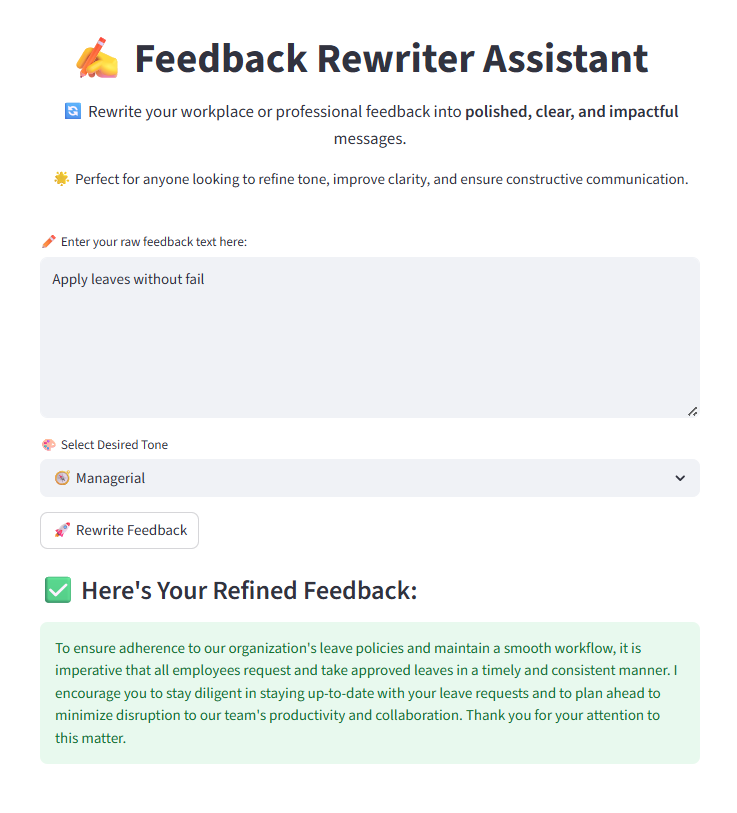 ✍️ Feedback Rewriter Assistant
🔄 Rewrite your workplace or professional feedback into polished, clear, and impactful
messages.
🌟 Perfect for anyone looking to refine tone, improve clarity, and ensure constructive communication.
✏️ Enter your raw feedback text here:
Apply leaves without fail
🎨 Select Desired Tone
🧭 Managerial
🚀 Rewrite Feedback
✅ Here's Your Refined Feedback:
To ensure adherence to our organization's leave policies and maintain a smooth workflow, it is
imperative that all employees request and take approved leaves in a timely and consistent manner. I
encourage you to stay diligent in staying up-to-date with your leave requests and to plan ahead to
minimize disruption to our team's productivity and collaboration. Thank you for your attention to
this matter.